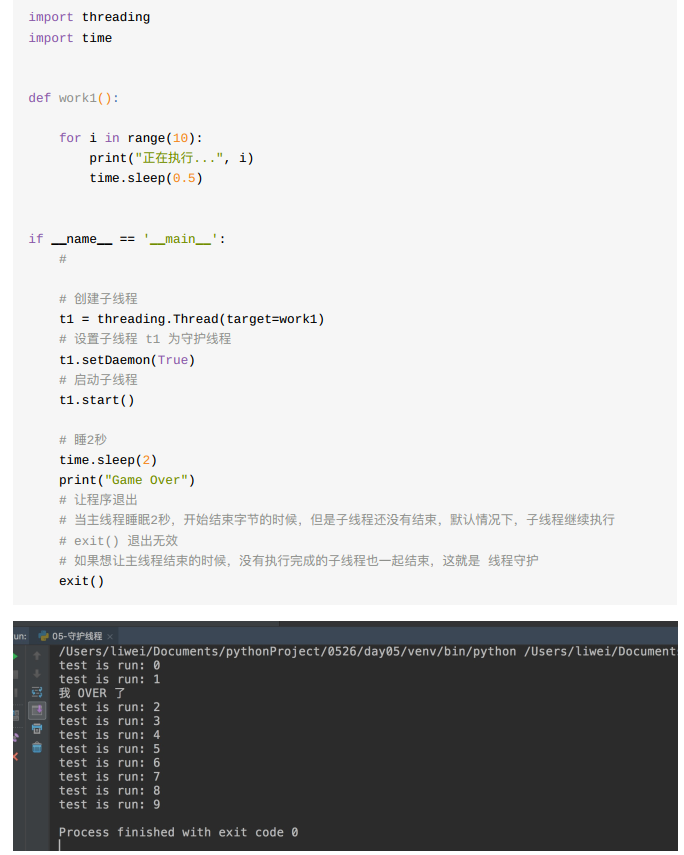 import threading
import time
def work1():
    for i in range(10):
        print("正在执行...", i)
        time.sleep(0.5)
if __name__ == '__main__':
    #
    # 创建子线程
    t1 = threading.Thread(target=work1)
    # 设置子线程 t1 为守护线程
    t1.setDaemon(True)
    # 启动子线程
    t1.start()
    # 睡2秒
    time.sleep(2)
    print("Game Over")
    # 让程序退出
    # 当主线程睡眠2秒，开始结束字节的时候，但是子线程还没有结束，默认情况下，子线程继续执行
    # exit() 退出无效
    # 如果想让主线程结束的时候，没有执行完成的子线程也一起结束，这就是 线程守护
    exit()
un: 05-守护线程 ×
/Users/liwei/Documents/pythonProject/0526/day05/venv/bin/python /Users/liwei/Document
test is run: 0
test is run: 1
我 OVER 了
test is run: 2
test is run: 3
test is run: 4
test is run: 5
test is run: 6
test is run: 7
test is run: 8
test is run: 9
Process finished with exit code 0